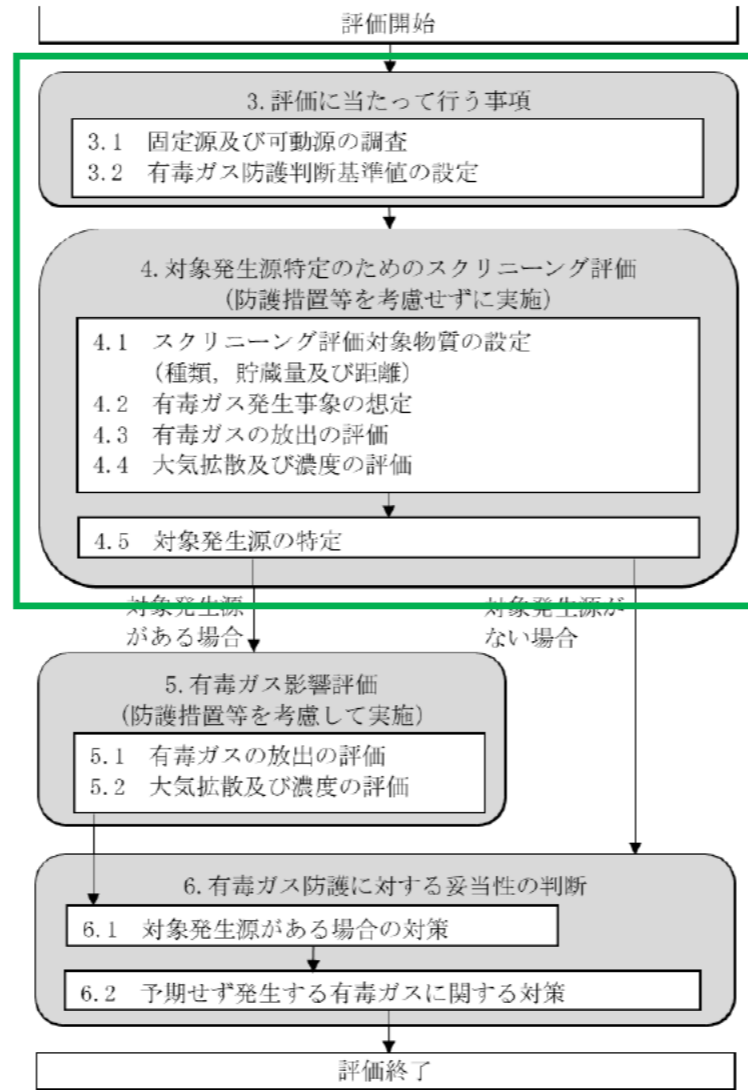 評価開始
3.評価に当たって行う事項
3.1 固定源及び可動源の調査
3.2 有毒ガス防護判断基準値の設定
4.対象発生源特定のためのスクリーニング評価
(防護措置等を考慮せずに実施)
4.1 スクリーニング評価対象物質の設定
(種類，貯蔵量及び距離)
4.2 有毒ガス発生事象の想定
4.3 有毒ガスの放出の評価
4.4 大気拡散及び濃度の評価
4.5 対象発生源の特定
対象発生源
がある場合
対象発生源が
ない場合
5.有毒ガス影響評価
(防護措置等を考慮して実施)
5.1 有毒ガスの放出の評価
5.2 大気拡散及び濃度の評価
6.有毒ガス防護に対する妥当性の判断
6.1 対象発生源がある場合の対策
6.2 予期せず発生する有毒ガスに関する対策
評価終了